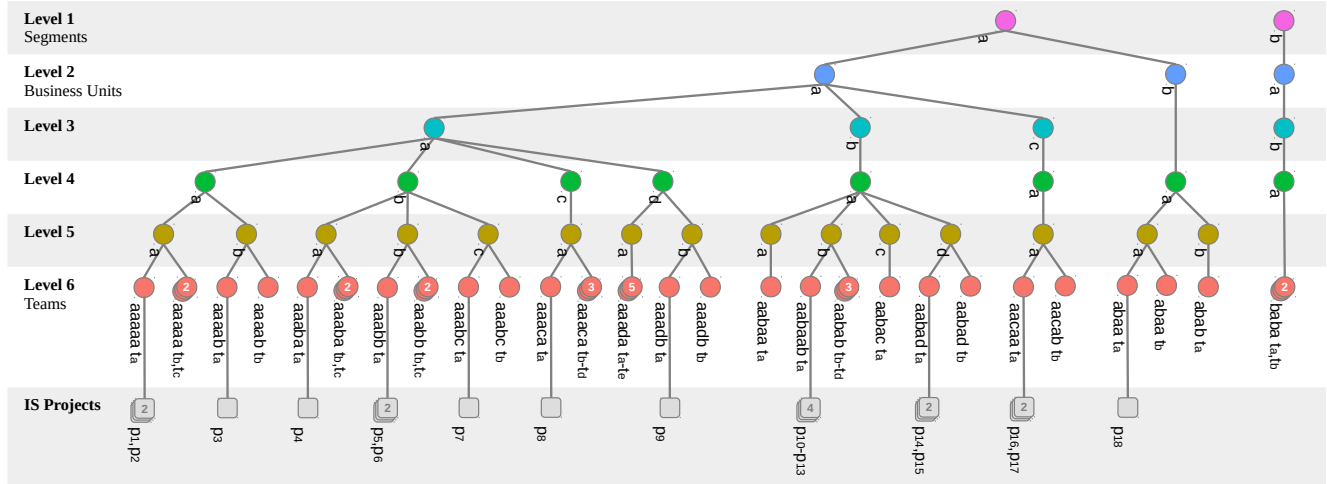 Level 1
Segments
a
b
Level 2
Business Units
a
b
a
Level 3
a
b
c
b
Level 4
a
b
c
d
a
a
a
a
Level 5
a
b
a
b
c
a
a
b
a
b
c
d
a
a
b
Level 6
Teams
2
2
2
3
5
3
2
aaaaa ta
aaaaa tb,tc
aaaab ta
aaaab tb
aaaba ta
aaaba tb,tc
aaabb ta
aaabb tb,tc
aaabc ta
aaabc tb
aaaca ta
aaaca tb-td
aaada ta-te
aaadb ta
aaadb tb
aabaa ta
aabaab ta
aabab tb-td
aabac ta
aabad ta
aabad tb
aacaa ta
aacab tb
abaa ta
abaa tb
abab ta
baba ta,tb
IS Projects
2
2
4
2
2
p1,p2
p3
p4
p5,p6
p7
p8
p9
p10-p13
p14,p15
p16,p17
p18